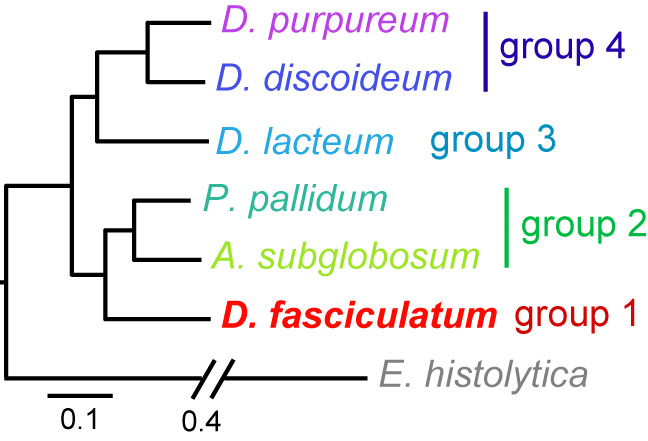 D. purpureum
group 4
D. discoideum
D. lacteum group 3
P. pallidum
group 2
A. subglobosum
D. fasciculatum group 1
E. histolytica
0.1 0.4